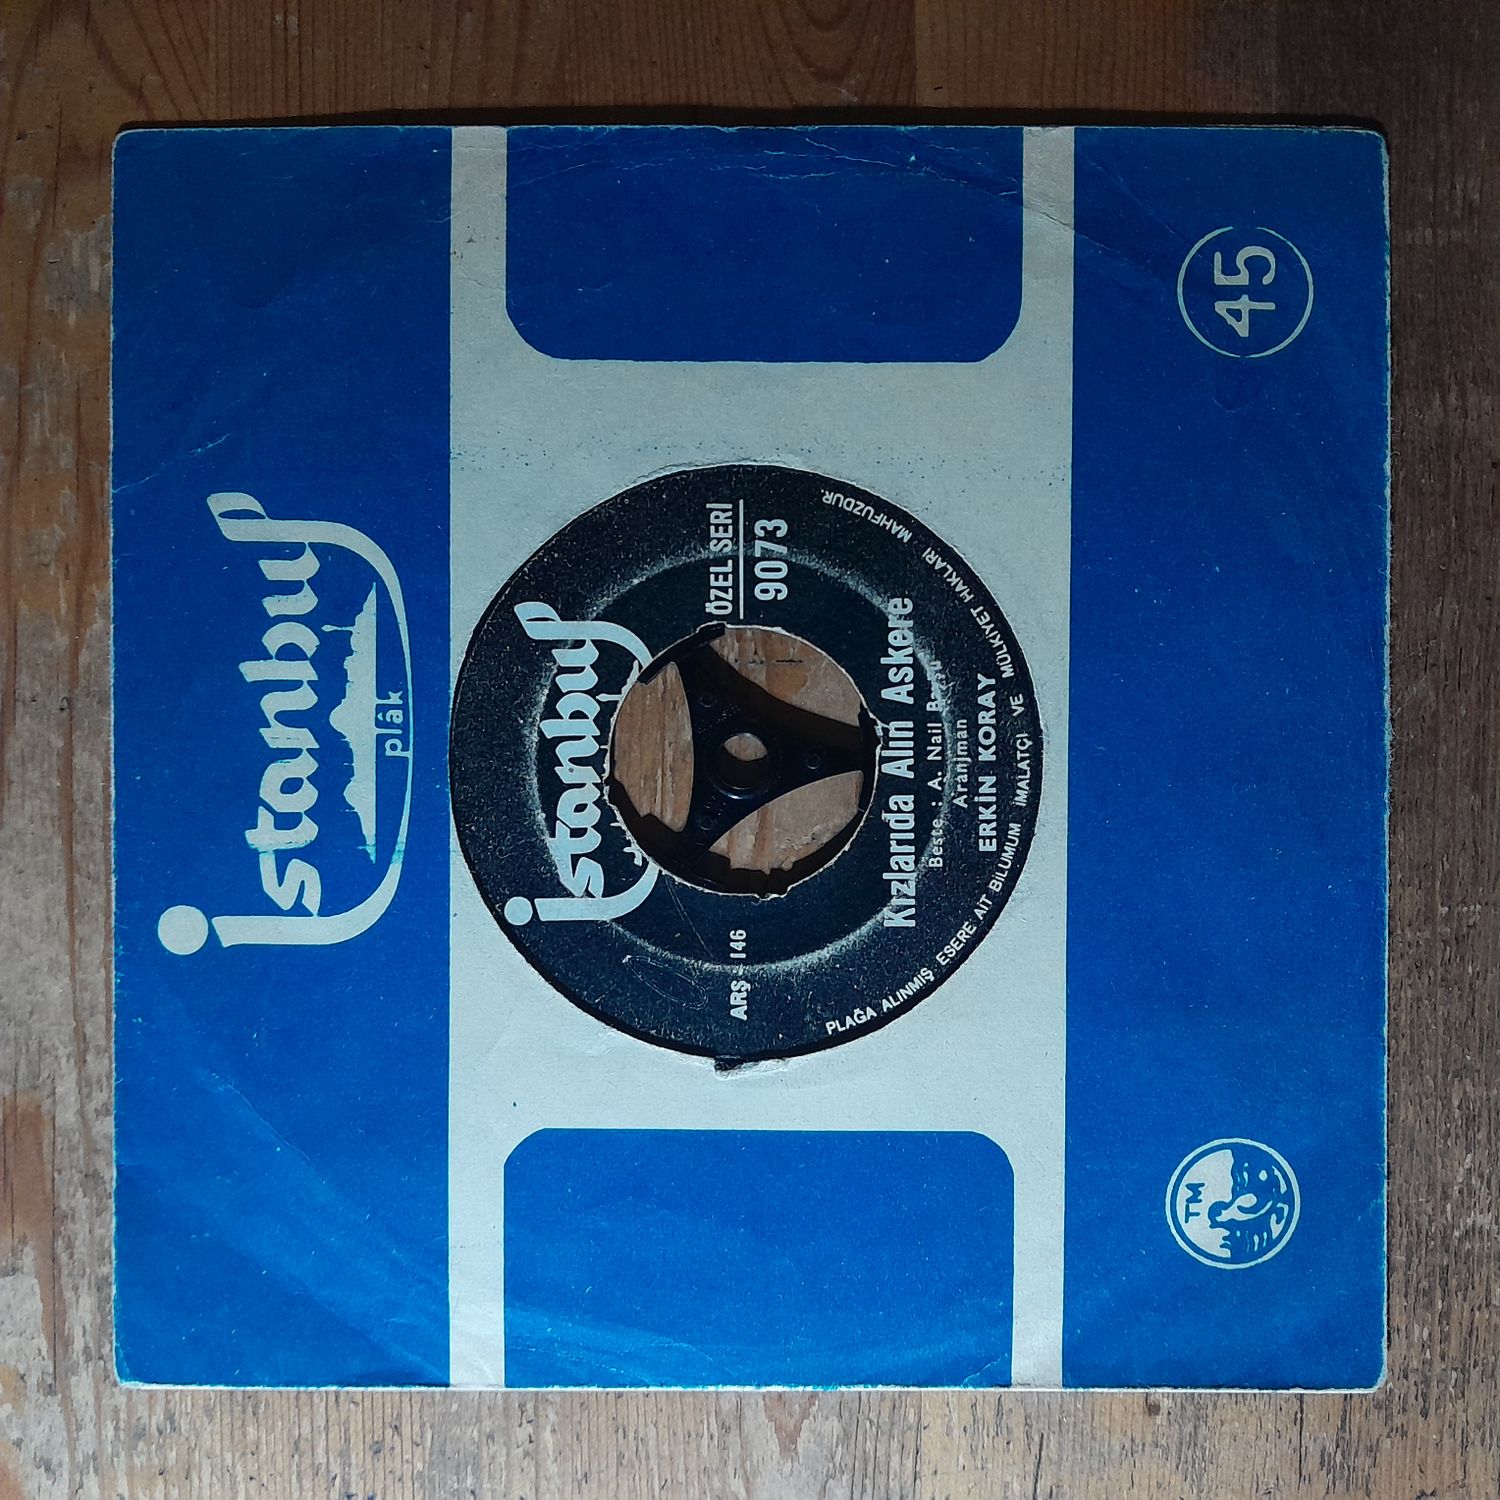 İstanbul
plâk
45
TM
İstanbul
ARŞ - 146
ÖZEL SERİ
9073
Kızlarıda Alın Askere
Beste : A. Nail
Aranjman
ERKİN KORAY
PLAĞA ALINMIŞ ESERE AİT BİLUMUM İMALATÇI VE MÜLKİYET HAKLARI MAHFUZDUR.